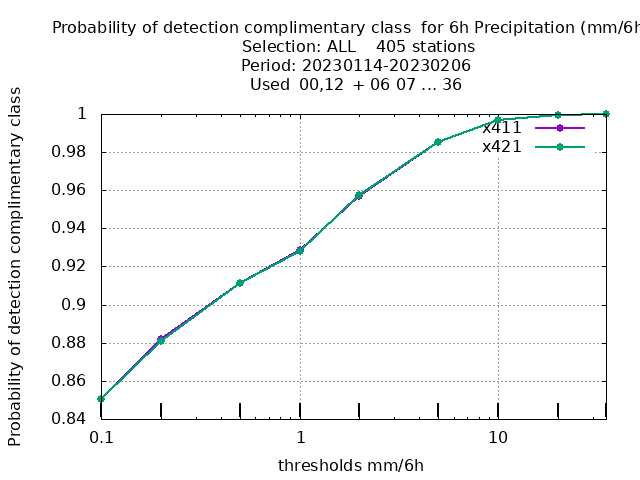 Probability of detection complimentary class  for 6h Precipitation (mm/6h
Selection: ALL    405 stations
Period: 20230114-20230206
Used  00,12  + 06 07 ... 36
Probability of detection complimentary class
1
0.98
0.96
0.94
0.92
0.9
0.88
0.86
0.84
x411
x421
0.1
1
10
thresholds mm/6h